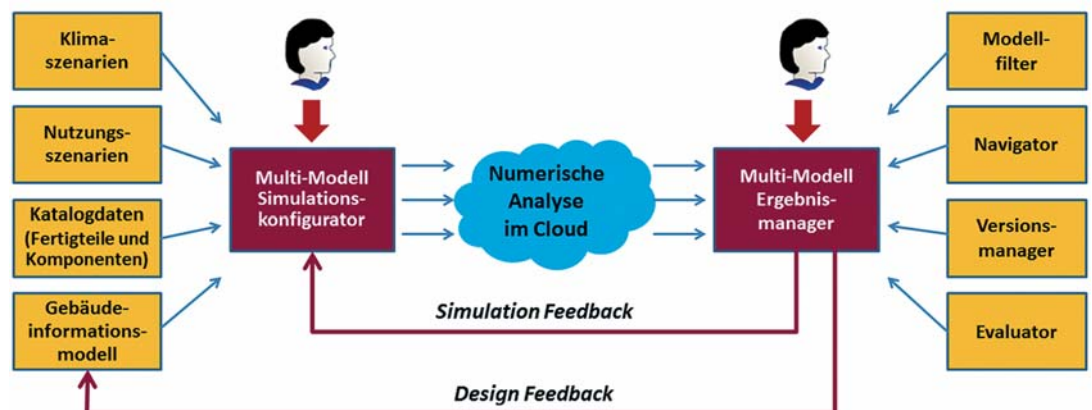 Klima-
szenarien
Nutzungs-
szenarien
Katalogdaten
(Fertigteile und
Komponenten)
Gebäude-
informations-
modell
Multi-Modell
Simulations-
konfigurator
Numerische
Analyse
im Cloud
Multi-Modell
Ergebnis-
manager
Modell-
filter
Navigator
Versions-
manager
Evaluator
Simulation Feedback
Design Feedback